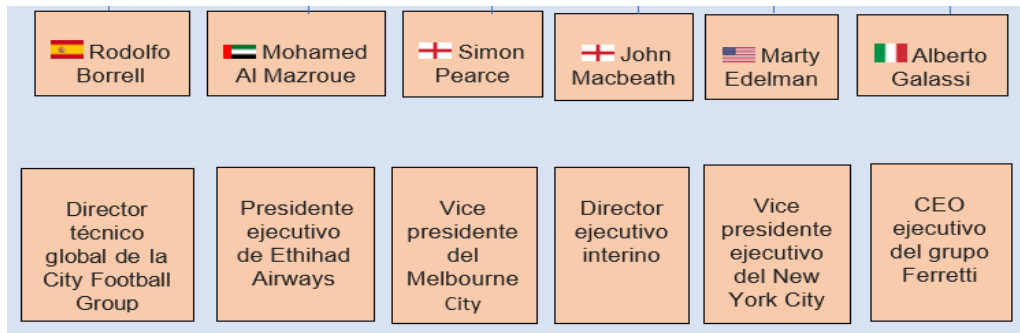 Rodolfo
Borrell
Mohamed
Al Mazroue
Simon
Pearce
John
Macbeath
Marty
Edelman
Alberto
Galassi
Director
técnico
global de la
City Football
Group
Presidente
ejecutivo
de Ethihad
Airways
Vice
presidente
del
Melbourne
City
Director
ejecutivo
interino
Vice
presidente
ejecutivo
del New
York City
CEO
ejecutivo
del grupo
Ferretti